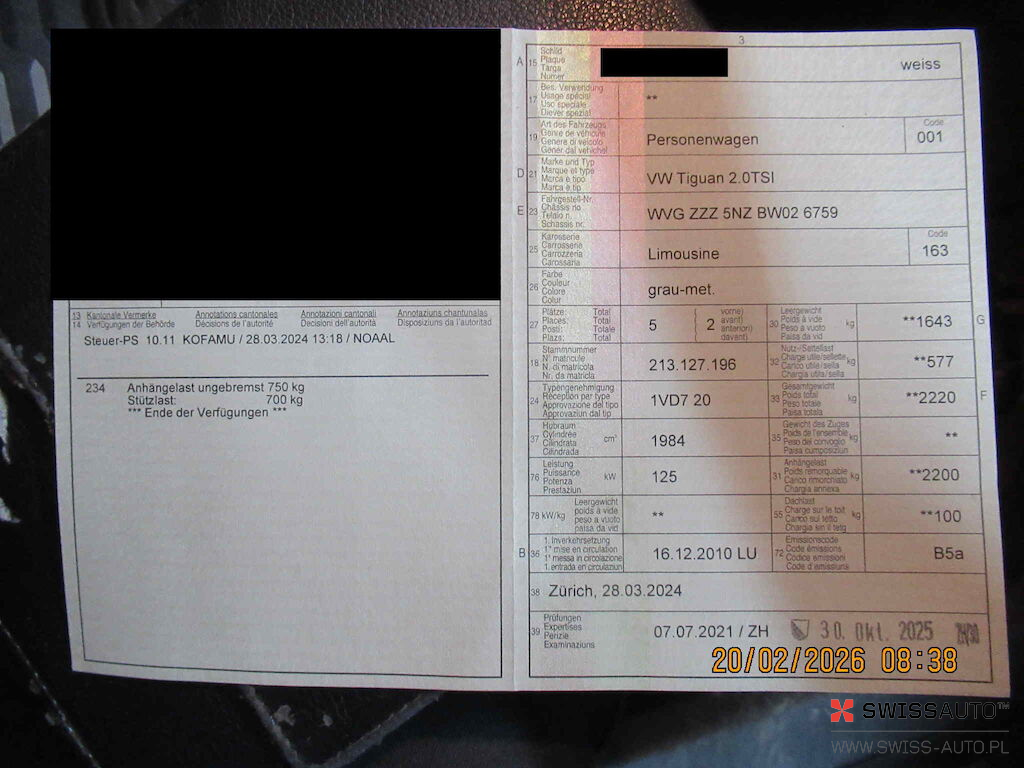 13 Kantonale Vermerke Annotations cantonales Annotazioni cantonali Annotaziuns chantunalas
14 Verfügungen der Behörde Décisions de l'autorité Decisioni dell'autorità Disposiziuns da l'autoritad
Steuer-PS 10.11 KOFAMU / 28.03.2024 13:18 / NOAAL
234 Anhängelast ungebremst 750 kg
Stützlast: 700 kg
*** Ende der Verfügungen ***
3
A 15 Schild
Plaque
Targa
Numer
weiss
17 Bes. Verwendung
Usage spécial
Uso speciale
Diever spezial
**
19 Art des Fahrzeugs
Genre de véhicule
Genere di veicolo
Gener dal vehichel
Personenwagen
Code
001
D 21 Marke und Typ
Marque et type
Marca e tipo
Marca e tip
VW Tiguan 2.0TSI
E 23 Fahrgestell-Nr.
Châssis no
Telaio n.
Schassis nr.
WVG ZZZ 5NZ BW02 6759
25 Karosserie
Carrosserie
Carrozzeria
Carossaria
Limousine
Code
163
26 Farbe
Couleur
Colore
Colur
grau-met.
27 Plätze: Total
Places: Total
Posti: Totale
Plazs: Total
5
( vorne)
2 avant)
( anteriori)
davant)
30 Leergewicht
Poids à vide
Peso a vuoto
Paisa da vid
kg
**1643
G
18 Stammnummer
N° matricule
N. di matricola
Nr. da matricla
213.127.196
32 Nutz-/Sattellast
Charge utile/sellette
Carico utile/sella
Chargia utila/sella
kg
**577
24 Typengenehmigung
Réception par type
Approvazione del tipo
Approvaziun dal tip
1VD7 20
33 Gesamtgewicht
Poids total
Peso totale
Paisa totala
kg
**2220
F
37 Hubraum
Cylindrée
Cilindrata
Cilindrada
cm³
1984
35 Gewicht des Zuges
Poids de l'ensemble
Peso del convoglio
Paisa cumposiziun
kg
**
76 Leistung
Puissance
Potenza
Prestaziun
kW
125
31 Anhängelast
Poids remorquable
Carico rimorchiato
Chargia annexa
kg
**2200
78 kW/kg Leergewicht
poids à vide
peso a vuoto
paisa da vid
**
55 Dachlast
Charge sur le toit
Carico sul tetto
Chargia sin il tetg
kg
**100
B 36 1. Inverkehrsetzung
1re mise en circulation
1a messa in circolazione
1. entrada en circulaziun
16.12.2010 LU
72 Emissionscode
Code émissions
Codice emissioni
Code d'emissiuns
B5a
38 Zürich, 28.03.2024
39 Prüfungen
Expertises
Perizie
Examinaziuns
07.07.2021 / ZH
30. Okt. 2025
20/02/2026 08:38
SWISSAUTO™
WWW.SWISS-AUTO.PL